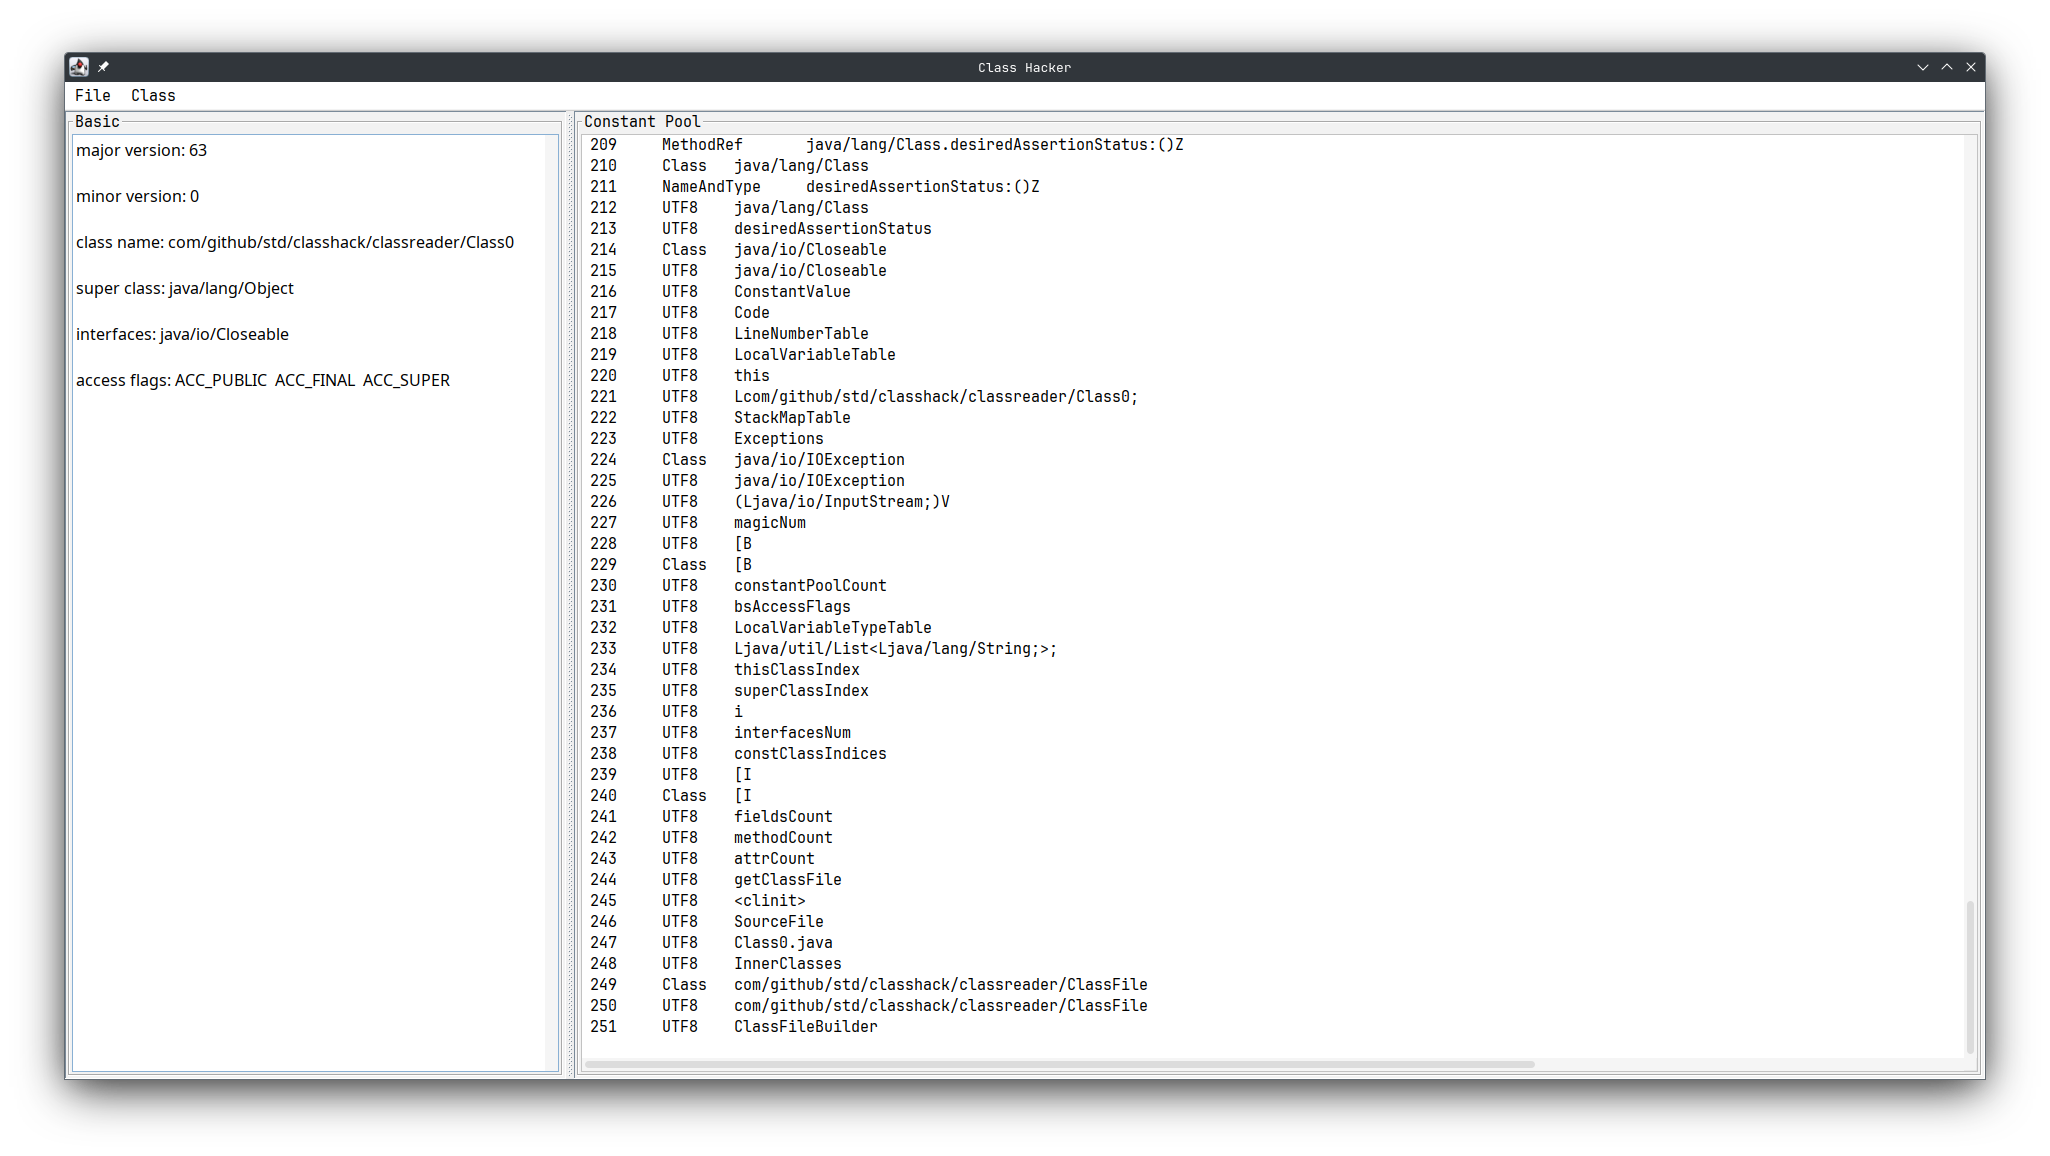 Class Hacker
File Class
Basic
major version: 63
minor version: 0
class name: com/github/std/classhack/classreader/Class0
super class: java/lang/Object
interfaces: java/io/Closeable
access flags: ACC_PUBLIC ACC_FINAL ACC_SUPER
Constant Pool
209 MethodRef java/lang/Class.desiredAssertionStatus:()Z
210 Class java/lang/Class
211 NameAndType desiredAssertionStatus:()Z
212 UTF8 java/lang/Class
213 UTF8 desiredAssertionStatus
214 Class java/io/Closeable
215 UTF8 java/io/Closeable
216 UTF8 ConstantValue
217 UTF8 Code
218 UTF8 LineNumberTable
219 UTF8 LocalVariableTable
220 UTF8 this
221 UTF8 Lcom/github/std/classhack/classreader/Class0;
222 UTF8 StackMapTable
223 UTF8 Exceptions
224 Class java/io/IOException
225 UTF8 java/io/IOException
226 UTF8 (Ljava/io/InputStream;)V
227 UTF8 magicNum
228 UTF8 [B
229 Class [B
230 UTF8 constantPoolCount
231 UTF8 bsAccessFlags
232 UTF8 LocalVariableTypeTable
233 UTF8 Ljava/util/List<Ljava/lang/String;>;
234 UTF8 thisClassIndex
235 UTF8 superClassIndex
236 UTF8 i
237 UTF8 interfacesNum
238 UTF8 constClassIndices
239 UTF8 [I
240 Class [I
241 UTF8 fieldsCount
242 UTF8 methodCount
243 UTF8 attrCount
244 UTF8 getClassFile
245 UTF8 <clinit>
246 UTF8 SourceFile
247 UTF8 Class0.java
248 UTF8 InnerClasses
249 Class com/github/std/classhack/classreader/ClassFile
250 UTF8 com/github/std/classhack/classreader/ClassFile
251 UTF8 ClassFileBuilder